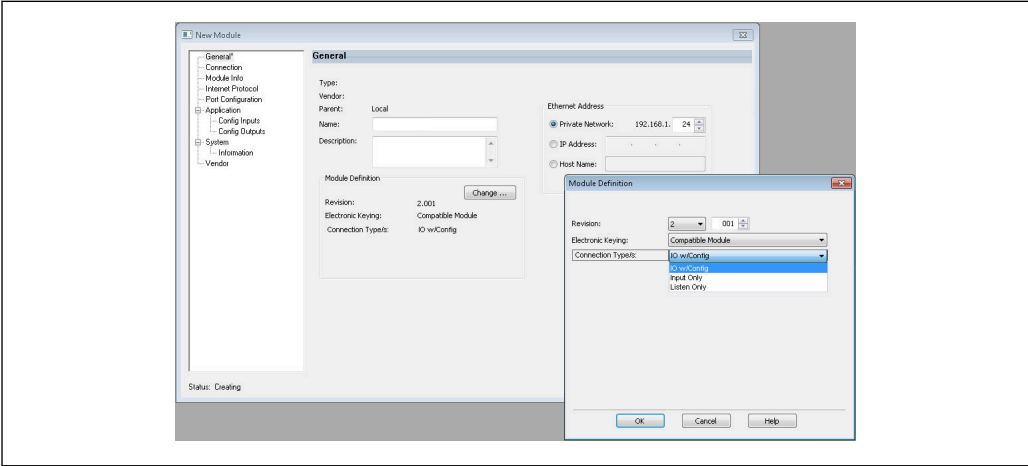 New Module
General*
Connection
Module Info
Internet Protocol
Port Configuration
Application
Config Inputs
Config Outputs
System
Information
Vendor
General
Type:
Vendor:
Parent: Local
Name:
Description:
Module Definition
Change ...
Revision: 2.001
Electronic Keying: Compatible Module
Connection Type/s: IO w/Config
Ethernet Address
Private Network: 192.168.1. 24
IP Address: . . .
Host Name:
Status: Creating
Module Definition
Revision: 2 001
Electronic Keying: Compatible Module
Connection Type/s: IO w/Config
IO w/Config
Input Only
Listen Only
OK Cancel Help